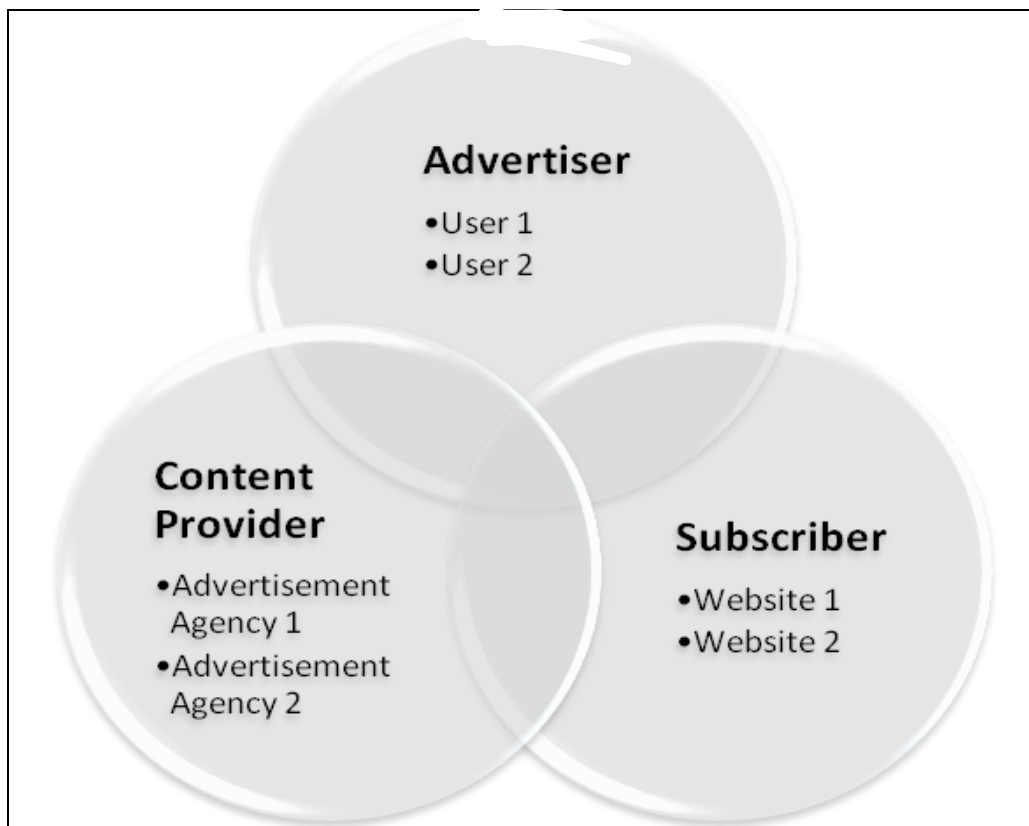 Advertiser
•User 1
•User 2
Content
Provider
•Advertisement
Agency 1
•Advertisement
Agency 2
Subscriber
•Website 1
•Website 2